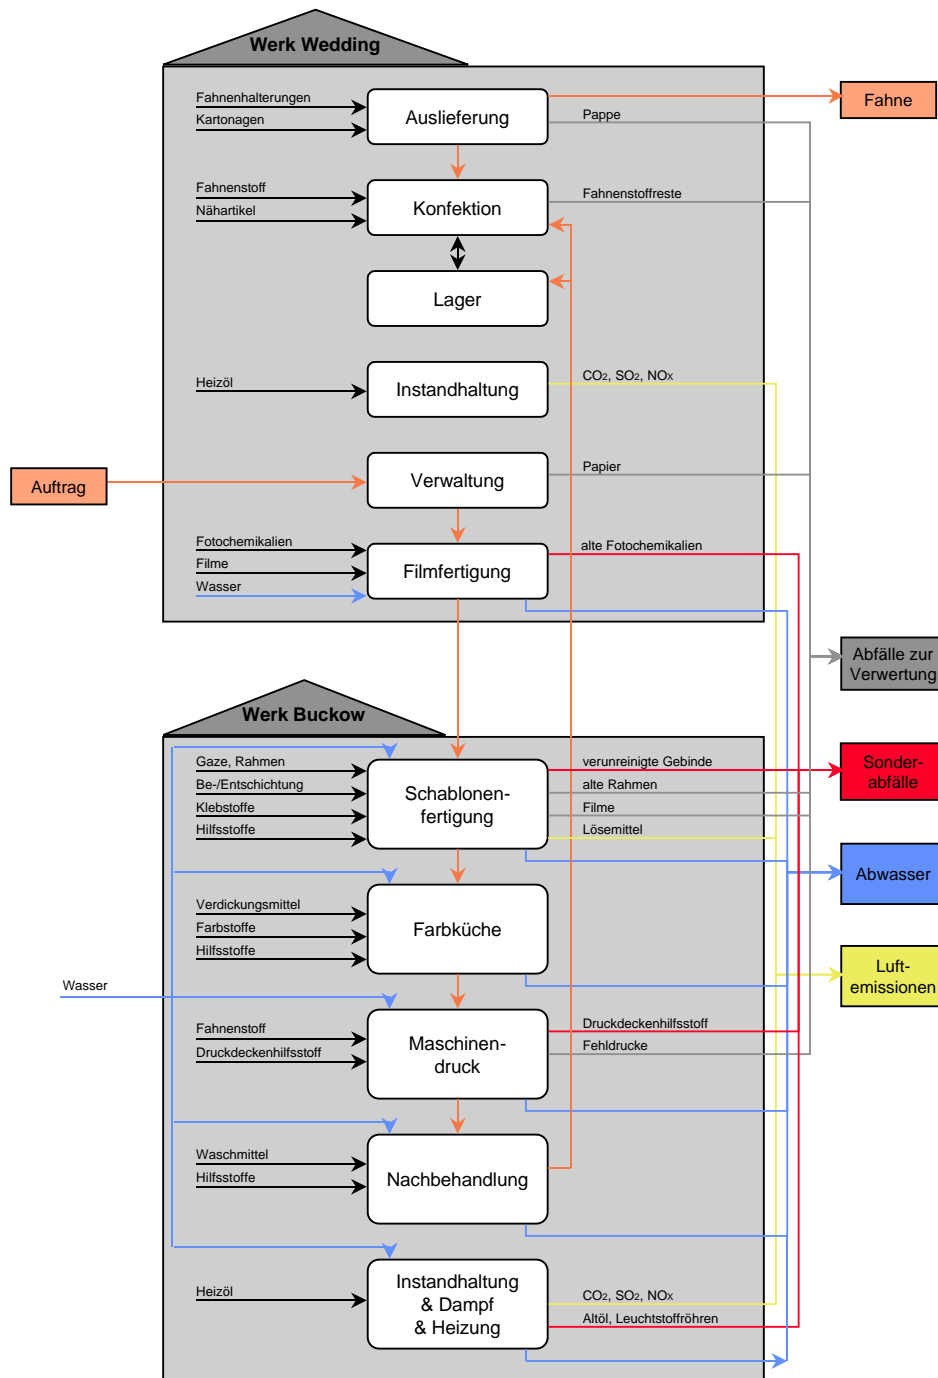 Werk Wedding
Fahnenhalterungen
Kartonagen
Auslieferung
Pappe
Fahne
Fahnenstoff
Nähartikel
Konfektion
Fahnenstoffreste
Lager
Heizöl
Instandhaltung
CO2, SO2, NOX
Auftrag
Verwaltung
Papier
Fotochemikalien
Filme
Wasser
Filmfertigung
alte Fotochemikalien
Abfälle zur
Verwertung
Werk Buckow
Gaze, Rahmen
Be-/Entschichtung
Klebstoffe
Hilfsstoffe
Schablonen-
fertigung
verunreinigte Gebinde
alte Rahmen
Filme
Lösemittel
Sonder-
abfälle
Abwasser
Verdickungsmittel
Farbstoffe
Hilfsstoffe
Farbküche
Luft-
emissionen
Wasser
Fahnenstoff
Druckdeckenhilfsstoff
Maschinen-
druck
Druckdeckenhilfsstoff
Fehldrucke
Waschmittel
Hilfsstoffe
Nachbehandlung
Heizöl
Instandhaltung
& Dampf
& Heizung
CO2, SO2, NOX
Altöl, Leuchtstoffröhren